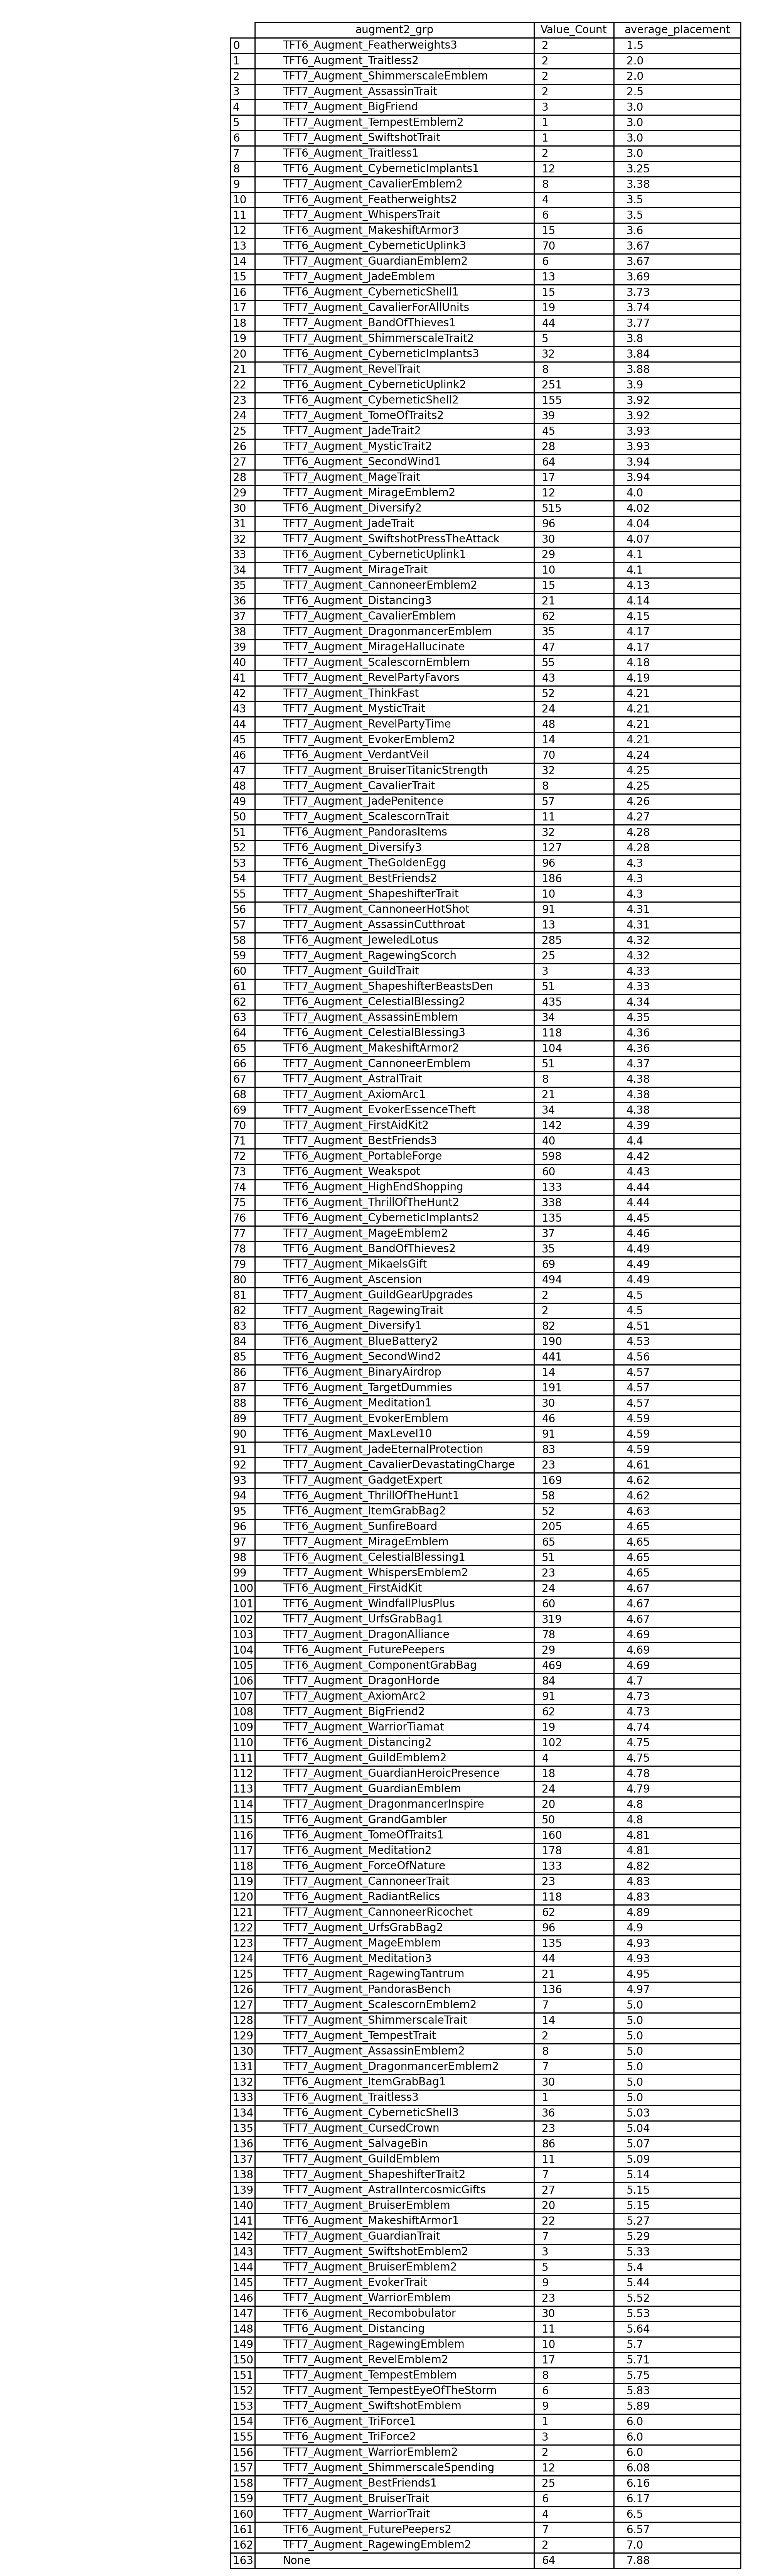 augment2_grp Value_Count average_placement
0 TFT6_Augment_Featherweights3 2 1.5
1 TFT6_Augment_Traitless2 2 2.0
2 TFT7_Augment_ShimmerscaleEmblem 2 2.0
3 TFT7_Augment_AssassinTrait 2 2.5
4 TFT7_Augment_BigFriend 3 3.0
5 TFT7_Augment_TempestEmblem2 1 3.0
6 TFT7_Augment_SwiftshotTrait 1 3.0
7 TFT6_Augment_Traitless1 2 3.0
8 TFT6_Augment_CyberneticImplants1 12 3.25
9 TFT7_Augment_CavalierEmblem2 8 3.38
10 TFT6_Augment_Featherweights2 4 3.5
11 TFT7_Augment_WhispersTrait 6 3.5
12 TFT6_Augment_MakeshiftArmor3 15 3.6
13 TFT6_Augment_CyberneticUplink3 70 3.67
14 TFT7_Augment_GuardianEmblem2 6 3.67
15 TFT7_Augment_JadeEmblem 13 3.69
16 TFT6_Augment_CyberneticShell1 15 3.73
17 TFT7_Augment_CavalierForAllUnits 19 3.74
18 TFT7_Augment_BandOfThieves1 44 3.77
19 TFT7_Augment_ShimmerscaleTrait2 5 3.8
20 TFT6_Augment_CyberneticImplants3 32 3.84
21 TFT7_Augment_RevelTrait 8 3.88
22 TFT6_Augment_CyberneticUplink2 251 3.9
23 TFT6_Augment_CyberneticShell2 155 3.92
24 TFT7_Augment_TomeOfTraits2 39 3.92
25 TFT7_Augment_JadeTrait2 45 3.93
26 TFT7_Augment_MysticTrait2 28 3.93
27 TFT6_Augment_SecondWind1 64 3.94
28 TFT7_Augment_MageTrait 17 3.94
29 TFT7_Augment_MirageEmblem2 12 4.0
30 TFT6_Augment_Diversify2 515 4.02
31 TFT7_Augment_JadeTrait 96 4.04
32 TFT7_Augment_SwiftshotPressTheAttack 30 4.07
33 TFT6_Augment_CyberneticUplink1 29 4.1
34 TFT7_Augment_MirageTrait 10 4.1
35 TFT7_Augment_CannoneerEmblem2 15 4.13
36 TFT6_Augment_Distancing3 21 4.14
37 TFT7_Augment_CavalierEmblem 62 4.15
38 TFT7_Augment_DragonmancerEmblem 35 4.17
39 TFT7_Augment_MirageHallucinate 47 4.17
40 TFT7_Augment_ScalescornEmblem 55 4.18
41 TFT7_Augment_RevelPartyFavors 43 4.19
42 TFT7_Augment_ThinkFast 52 4.21
43 TFT7_Augment_MysticTrait 24 4.21
44 TFT7_Augment_RevelPartyTime 48 4.21
45 TFT7_Augment_EvokerEmblem2 14 4.21
46 TFT6_Augment_VerdantVeil 70 4.24
47 TFT7_Augment_BruiserTitanicStrength 32 4.25
48 TFT7_Augment_CavalierTrait 8 4.25
49 TFT7_Augment_JadePenitence 57 4.26
50 TFT7_Augment_ScalescornTrait 11 4.27
51 TFT6_Augment_PandorasItems 32 4.28
52 TFT6_Augment_Diversify3 127 4.28
53 TFT6_Augment_TheGoldenEgg 96 4.3
54 TFT7_Augment_BestFriends2 186 4.3
55 TFT7_Augment_ShapeshifterTrait 10 4.3
56 TFT7_Augment_CannoneerHotShot 91 4.31
57 TFT7_Augment_AssassinCutthroat 13 4.31
58 TFT6_Augment_JeweledLotus 285 4.32
59 TFT7_Augment_RagewingScorch 25 4.32
60 TFT7_Augment_GuildTrait 3 4.33
61 TFT7_Augment_ShapeshifterBeastsDen 51 4.33
62 TFT6_Augment_CelestialBlessing2 435 4.34
63 TFT7_Augment_AssassinEmblem 34 4.35
64 TFT6_Augment_CelestialBlessing3 118 4.36
65 TFT6_Augment_MakeshiftArmor2 104 4.36
66 TFT7_Augment_CannoneerEmblem 51 4.37
67 TFT7_Augment_AstralTrait 8 4.38
68 TFT7_Augment_AxiomArc1 21 4.38
69 TFT7_Augment_EvokerEssenceTheft 34 4.38
70 TFT7_Augment_FirstAidKit2 142 4.39
71 TFT7_Augment_BestFriends3 40 4.4
72 TFT6_Augment_PortableForge 598 4.42
73 TFT6_Augment_Weakspot 60 4.43
74 TFT6_Augment_HighEndShopping 133 4.44
75 TFT6_Augment_ThrillOfTheHunt2 338 4.44
76 TFT6_Augment_CyberneticImplants2 135 4.45
77 TFT7_Augment_MageEmblem2 37 4.46
78 TFT6_Augment_BandOfThieves2 35 4.49
79 TFT7_Augment_MikaelsGift 69 4.49
80 TFT6_Augment_Ascension 494 4.49
81 TFT7_Augment_GuildGearUpgrades 2 4.5
82 TFT7_Augment_RagewingTrait 2 4.5
83 TFT6_Augment_Diversify1 82 4.51
84 TFT6_Augment_BlueBattery2 190 4.53
85 TFT6_Augment_SecondWind2 441 4.56
86 TFT6_Augment_BinaryAirdrop 14 4.57
87 TFT6_Augment_TargetDummies 191 4.57
88 TFT6_Augment_Meditation1 30 4.57
89 TFT7_Augment_EvokerEmblem 46 4.59
90 TFT6_Augment_MaxLevel10 91 4.59
91 TFT7_Augment_JadeEternalProtection 83 4.59
92 TFT7_Augment_CavalierDevastatingCharge 23 4.61
93 TFT7_Augment_GadgetExpert 169 4.62
94 TFT6_Augment_ThrillOfTheHunt1 58 4.62
95 TFT6_Augment_ItemGrabBag2 52 4.63
96 TFT6_Augment_SunfireBoard 205 4.65
97 TFT7_Augment_MirageEmblem 65 4.65
98 TFT6_Augment_CelestialBlessing1 51 4.65
99 TFT7_Augment_WhispersEmblem2 23 4.65
100 TFT6_Augment_FirstAidKit 24 4.67
101 TFT6_Augment_WindfallPlusPlus 60 4.67
102 TFT7_Augment_UrfsGrabBag1 319 4.67
103 TFT7_Augment_DragonAlliance 78 4.69
104 TFT6_Augment_FuturePeepers 29 4.69
105 TFT6_Augment_ComponentGrabBag 469 4.69
106 TFT7_Augment_DragonHorde 84 4.7
107 TFT7_Augment_AxiomArc2 91 4.73
108 TFT7_Augment_BigFriend2 62 4.73
109 TFT7_Augment_WarriorTiamat 19 4.74
110 TFT6_Augment_Distancing2 102 4.75
111 TFT7_Augment_GuildEmblem2 4 4.75
112 TFT7_Augment_GuardianHeroicPresence 18 4.78
113 TFT7_Augment_GuardianEmblem 24 4.79
114 TFT7_Augment_DragonmancerInspire 20 4.8
115 TFT6_Augment_GrandGambler 50 4.8
116 TFT6_Augment_TomeOfTraits1 160 4.81
117 TFT6_Augment_Meditation2 178 4.81
118 TFT6_Augment_ForceOfNature 133 4.82
119 TFT7_Augment_CannoneerTrait 23 4.83
120 TFT6_Augment_RadiantRelics 118 4.83
121 TFT7_Augment_CannoneerRicochet 62 4.89
122 TFT7_Augment_UrfsGrabBag2 96 4.9
123 TFT7_Augment_MageEmblem 135 4.93
124 TFT6_Augment_Meditation3 44 4.93
125 TFT7_Augment_RagewingTantrum 21 4.95
126 TFT7_Augment_PandorasBench 136 4.97
127 TFT7_Augment_ScalescornEmblem2 7 5.0
128 TFT7_Augment_ShimmerscaleTrait 14 5.0
129 TFT7_Augment_TempestTrait 2 5.0
130 TFT7_Augment_AssassinEmblem2 8 5.0
131 TFT7_Augment_DragonmancerEmblem2 7 5.0
132 TFT6_Augment_ItemGrabBag1 30 5.0
133 TFT6_Augment_Traitless3 1 5.0
134 TFT6_Augment_CyberneticShell3 36 5.03
135 TFT7_Augment_CursedCrown 23 5.04
136 TFT6_Augment_SalvageBin 86 5.07
137 TFT7_Augment_GuildEmblem 11 5.09
138 TFT7_Augment_ShapeshifterTrait2 7 5.14
139 TFT7_Augment_AstralIntercosmicGifts 27 5.15
140 TFT7_Augment_BruiserEmblem 20 5.15
141 TFT6_Augment_MakeshiftArmor1 22 5.27
142 TFT7_Augment_GuardianTrait 7 5.29
143 TFT7_Augment_SwiftshotEmblem2 3 5.33
144 TFT7_Augment_BruiserEmblem2 5 5.4
145 TFT7_Augment_EvokerTrait 9 5.44
146 TFT7_Augment_WarriorEmblem 23 5.52
147 TFT6_Augment_Recombobulator 30 5.53
148 TFT6_Augment_Distancing 11 5.64
149 TFT7_Augment_RagewingEmblem 10 5.7
150 TFT7_Augment_RevelEmblem2 17 5.71
151 TFT7_Augment_TempestEmblem 8 5.75
152 TFT7_Augment_TempestEyeOfTheStorm 6 5.83
153 TFT7_Augment_SwiftshotEmblem 9 5.89
154 TFT6_Augment_TriForce1 1 6.0
155 TFT6_Augment_TriForce2 3 6.0
156 TFT7_Augment_WarriorEmblem2 2 6.0
157 TFT7_Augment_ShimmerscaleSpending 12 6.08
158 TFT7_Augment_BestFriends1 25 6.16
159 TFT7_Augment_BruiserTrait 6 6.17
160 TFT7_Augment_WarriorTrait 4 6.5
161 TFT6_Augment_FuturePeepers2 7 6.57
162 TFT7_Augment_RagewingEmblem2 2 7.0
163 None 64 7.88